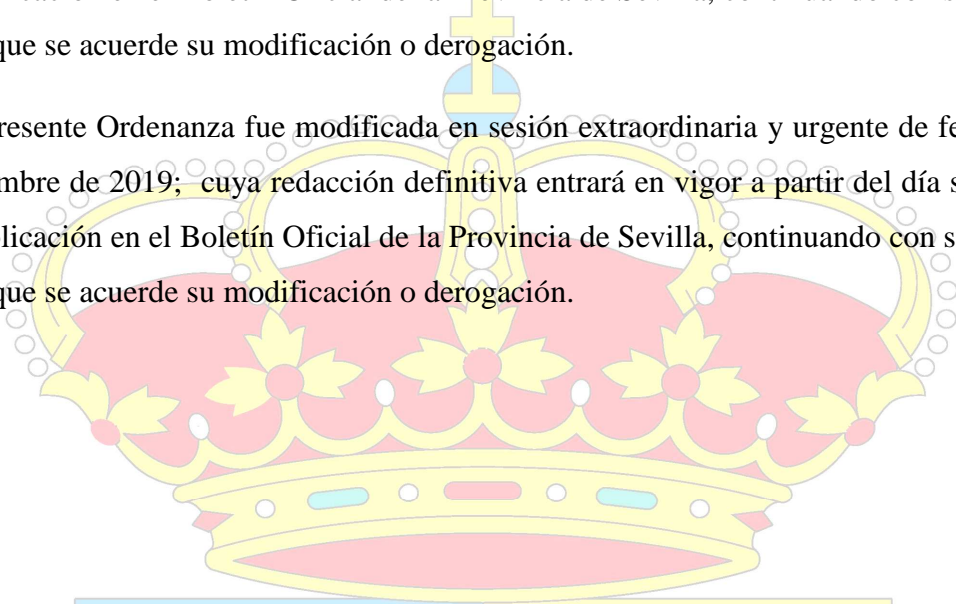 que se acuerde su modificación o derogación.
resente Ordenanza fue modificada en sesión extraordinaria y urgente de fe
mbre de 2019; cuya redacción definitiva entrará en vigor a partir del día s
licación en el Boletín Oficial de la Provincia de Sevilla, continuando con s
que se acuerde su modificación o derogación.